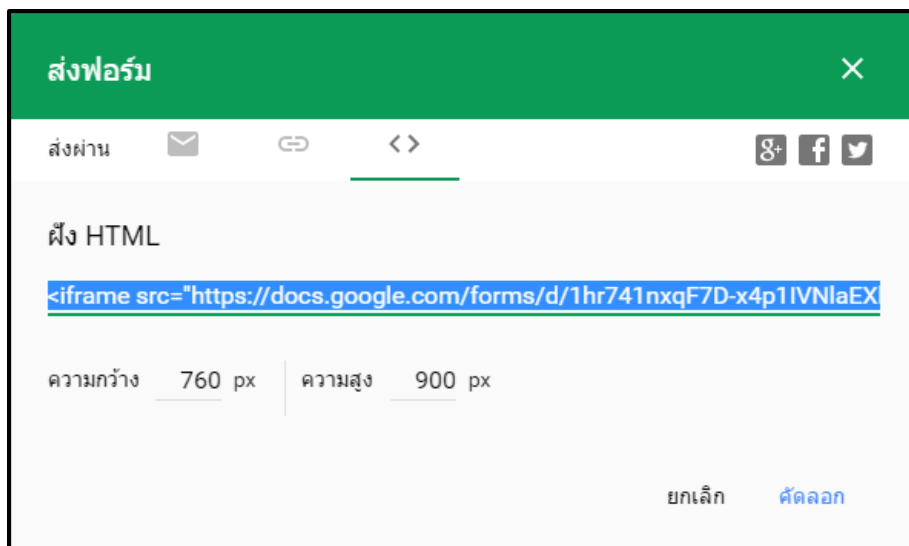 ส่งฟอร์ม
ส่งผ่าน
ฝัง HTML
<iframe src="https://docs.google.com/forms/d/1hr741nxqF7D-x4p1IVNlaEX
ความกว้าง 760 px ความสูง 900 px
ยกเลิก คัดลอก